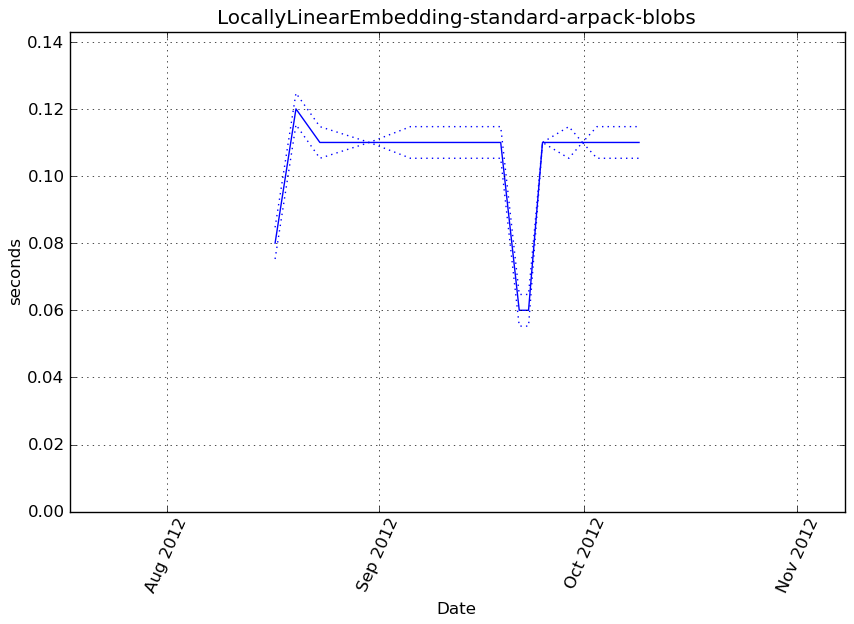 LocallyLinearEmbedding-standard-arpack-blobs
0.14
0.12
0.10
0.08
0.06
0.04
0.02
0.00
seconds
Aug 2012
Sep 2012
Oct 2012
Nov 2012
Date